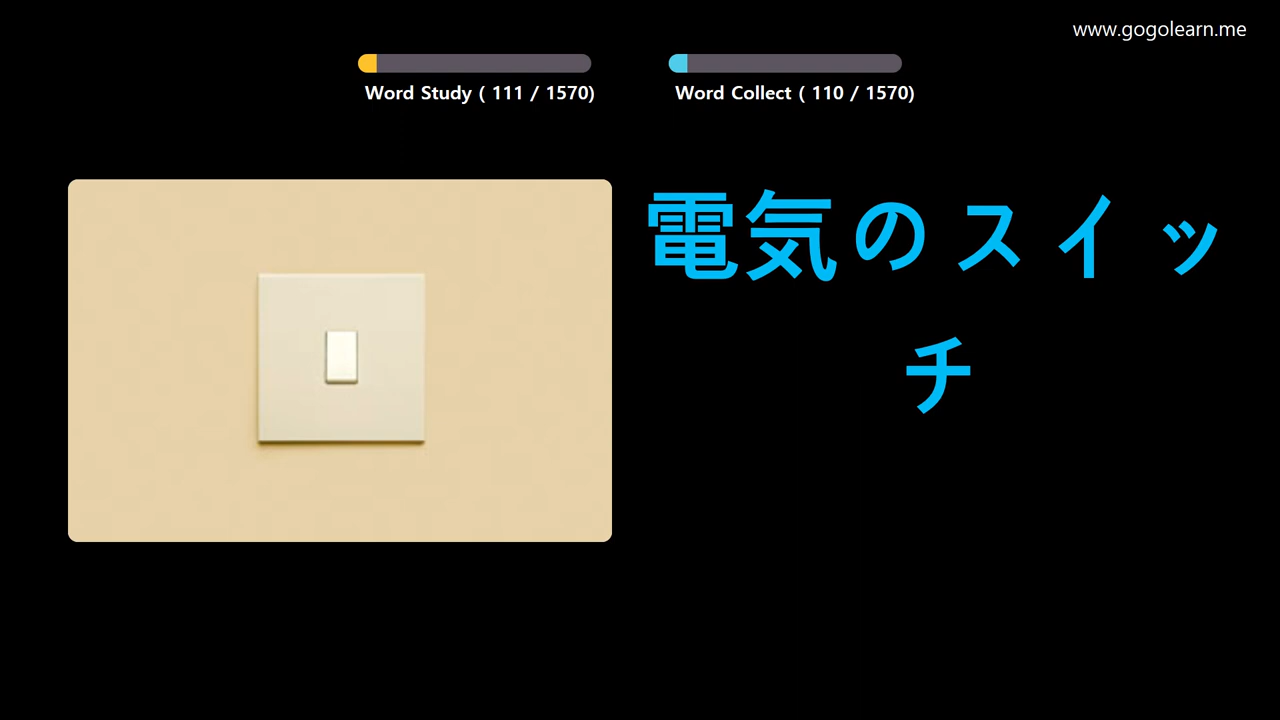 www.gogolearn.me
Word Study ( 111 / 1570)
Word Collect ( 110 / 1570)
電気のスイッ
チ